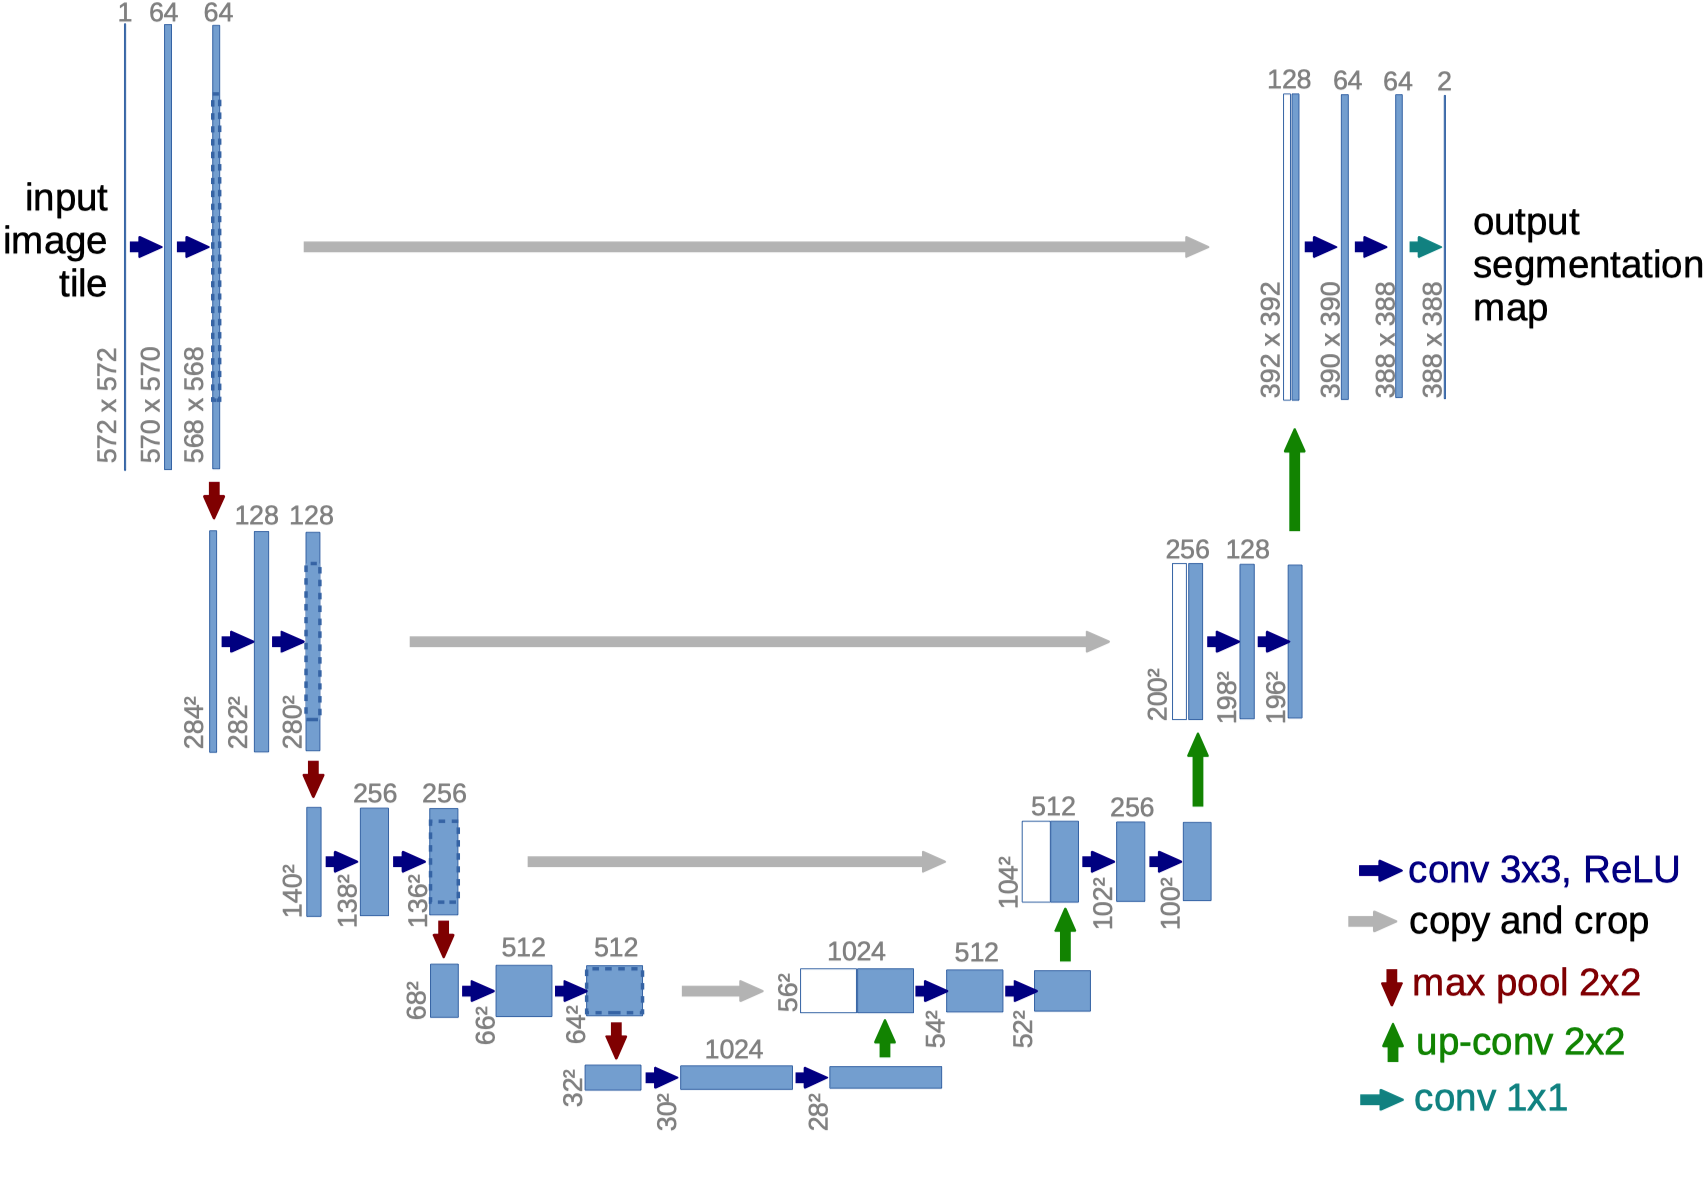 1 64 64
input
image
tile
572 x 572
570 x 570
568 x 568
128 64 64 2
output
segmentation
map
392 x 392
390 x 390
388 x 388
388 x 388
128 128
284²
282²
280²
256 128
200²
198²
196²
256 256
140²
138²
136²
512 256
104²
102²
100²
512 512
68²
66²
64²
1024 512
56²
54²
52²
1024
32²
30²
28²
conv 3x3, ReLU
copy and crop
max pool 2x2
up-conv 2x2
conv 1x1